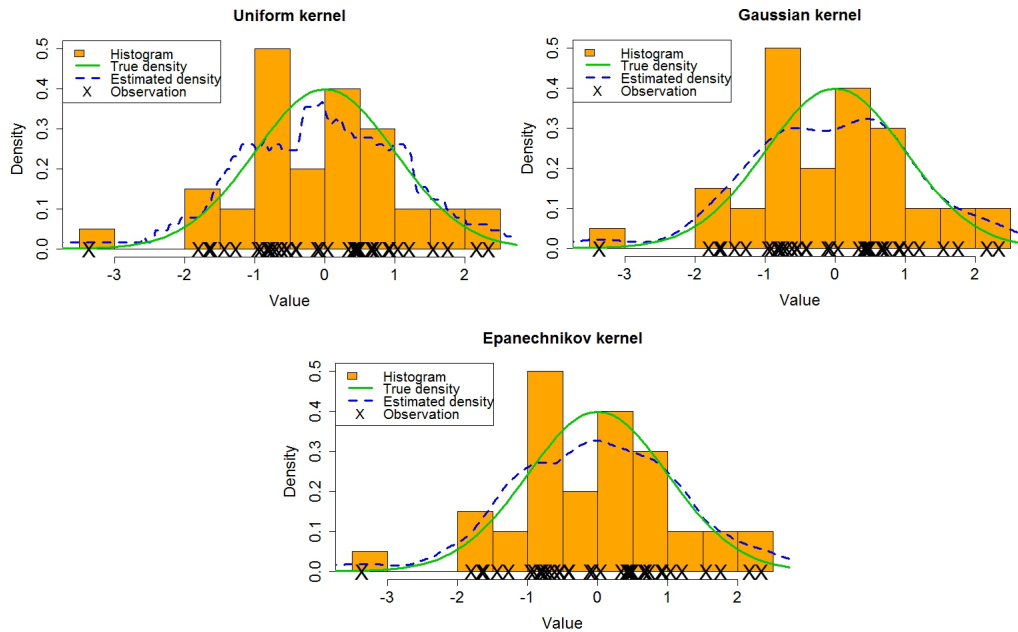 Uniform kernel
Histogram
True density
Estimated density
X Observation
Density
0.0 0.1 0.2 0.3 0.4 0.5
-3 -2 -1 0 1 2
Value
Gaussian kernel
Histogram
True density
Estimated density
X Observation
Density
0.0 0.1 0.2 0.3 0.4 0.5
-3 -2 -1 0 1 2
Value
Epanechnikov kernel
Histogram
True density
Estimated density
X Observation
Density
0.0 0.1 0.2 0.3 0.4 0.5
-3 -2 -1 0 1 2
Value